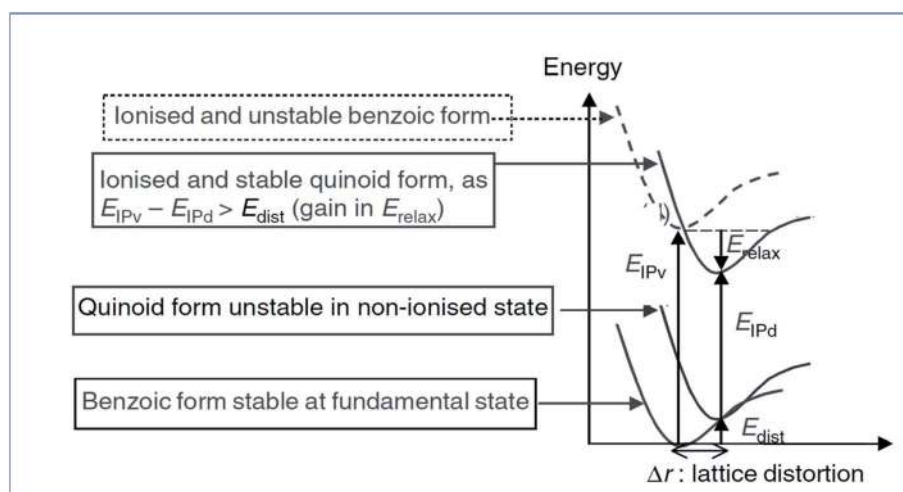 Energy
Ionised and unstable benzoic form
Ionised and stable quinoid form, as
E_IPv – E_IPd > E_dist (gain in E_relax)
E_relax
E_IPv
Quinoid form unstable in non-ionised state
E_IPd
Benzoic form stable at fundamental state
E_dist
Δr : lattice distortion